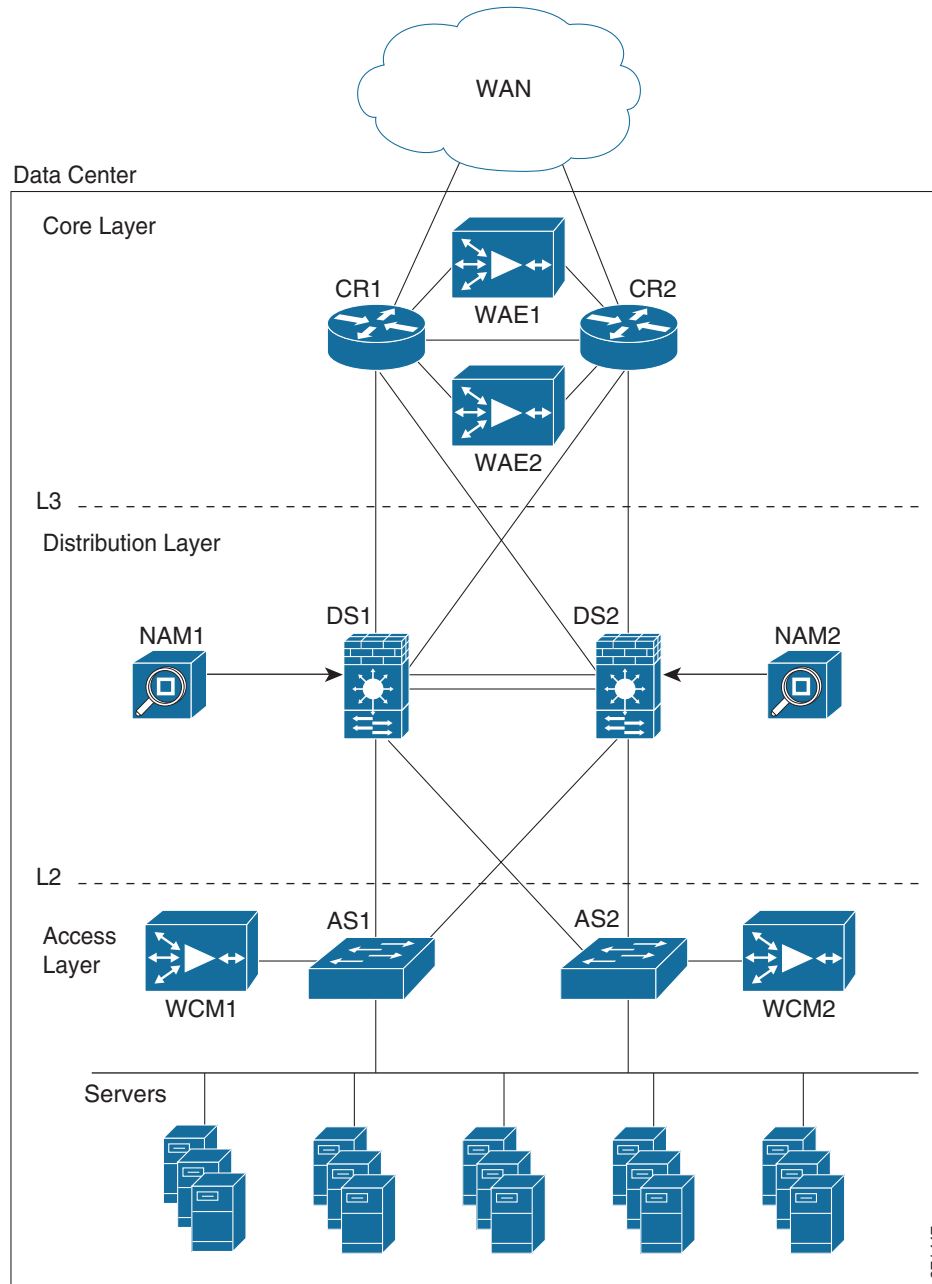 WAN
Data Center
Core Layer
CR1
WAE1
CR2
WAE2
L3
Distribution Layer
NAM1
DS1
DS2
NAM2
L2
Access
Layer
AS1
AS2
WCM1
WCM2
Servers